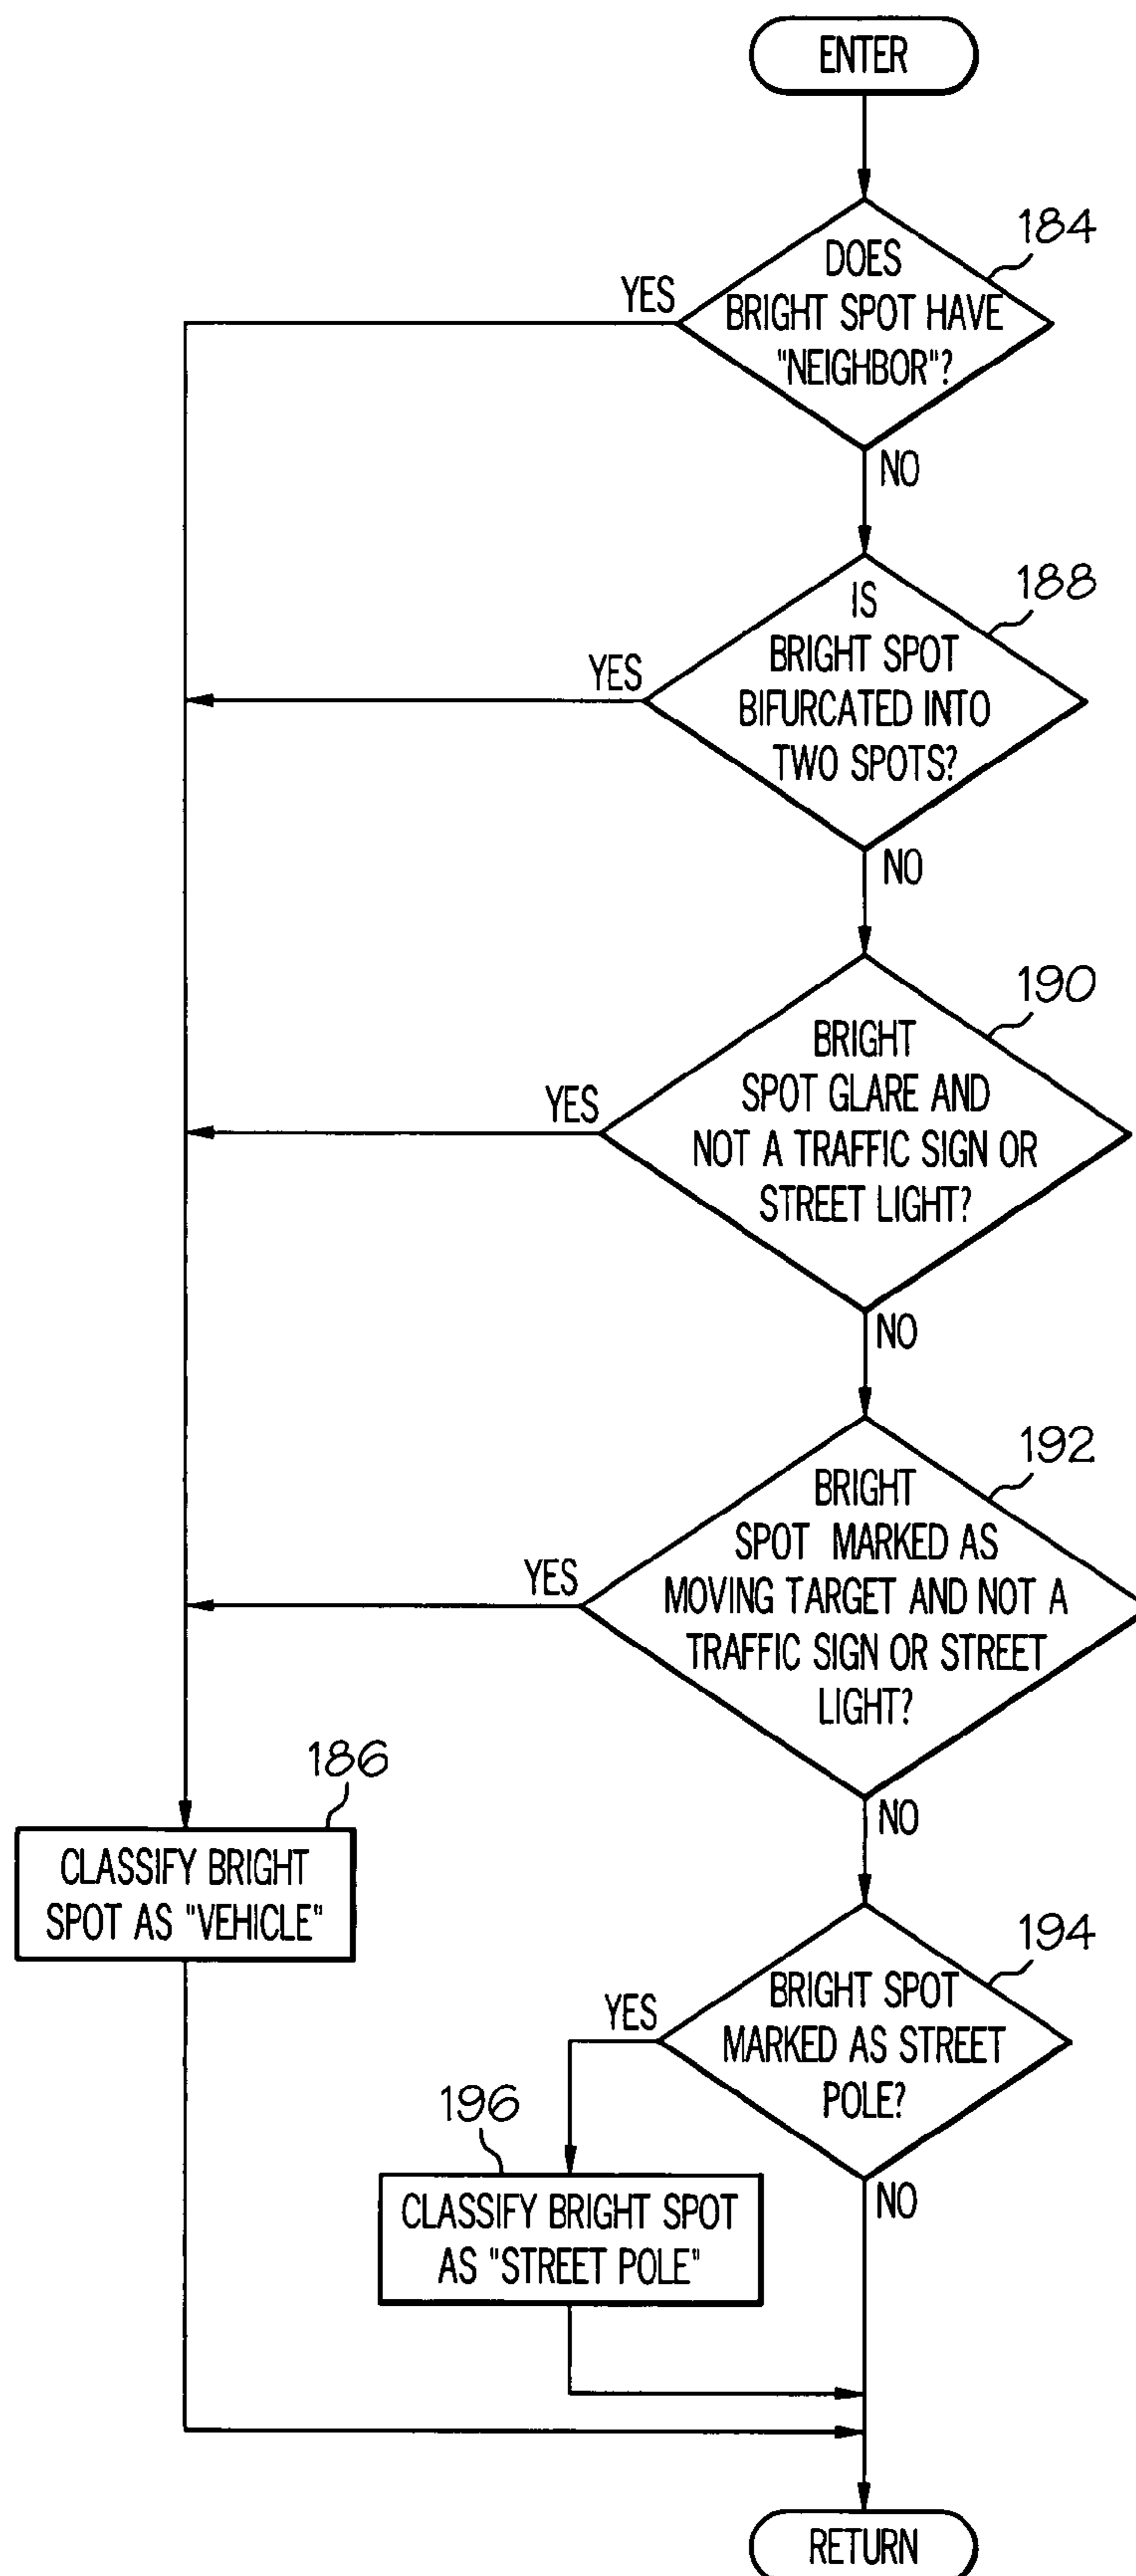 ENTER
184
DOES
BRIGHT SPOT HAVE
"NEIGHBOR"?
YES
NO
188
IS
BRIGHT SPOT
BIFURCATED INTO
TWO SPOTS?
YES
NO
190
BRIGHT
SPOT GLARE AND
NOT A TRAFFIC SIGN OR
STREET LIGHT?
YES
NO
192
BRIGHT
SPOT MARKED AS
MOVING TARGET AND NOT A
TRAFFIC SIGN OR STREET
LIGHT?
YES
NO
186
CLASSIFY BRIGHT
SPOT AS "VEHICLE"
194
BRIGHT SPOT
MARKED AS STREET
POLE?
YES
NO
196
CLASSIFY BRIGHT SPOT
AS "STREET POLE"
RETURN